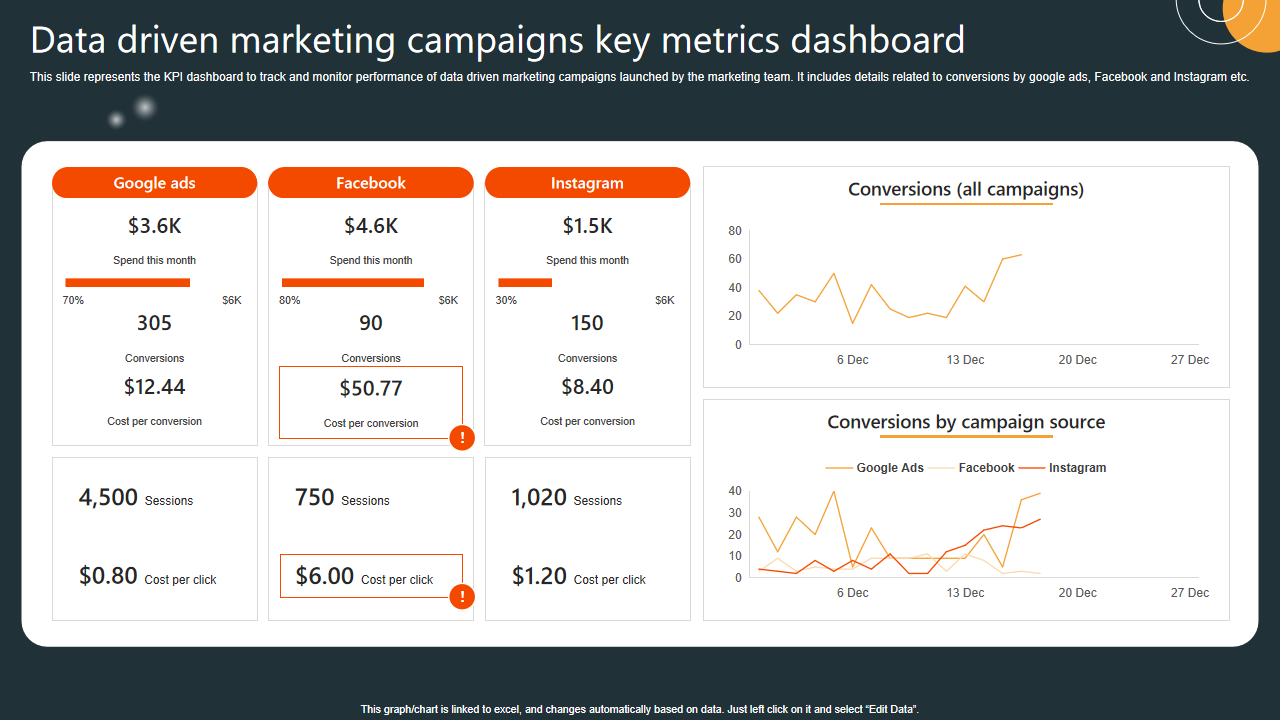 Data driven marketing campaigns key metrics dashboard
This slide represents the KPI dashboard to track and monitor performance of data driven marketing campaigns launched by the marketing team. It includes details related to conversions by google ads, Facebook and Instagram etc.
Google ads
$3.6K
Spend this month
70% $6K
305
Conversions
$12.44
Cost per conversion
4,500 Sessions
$0.80 Cost per click
Facebook
$4.6K
Spend this month
80% $6K
90
Conversions
$50.77
Cost per conversion
!
750 Sessions
$6.00 Cost per click
!
Instagram
$1.5K
Spend this month
30% $6K
150
Conversions
$8.40
Cost per conversion
1,020 Sessions
$1.20 Cost per click
Conversions (all campaigns)
80
60
40
20
0
6 Dec 13 Dec 20 Dec 27 Dec
Conversions by campaign source
Google Ads Facebook Instagram
40
30
20
10
0
6 Dec 13 Dec 20 Dec 27 Dec
This graph/chart is linked to excel, and changes automatically based on data. Just left click on it and select “Edit Data”.